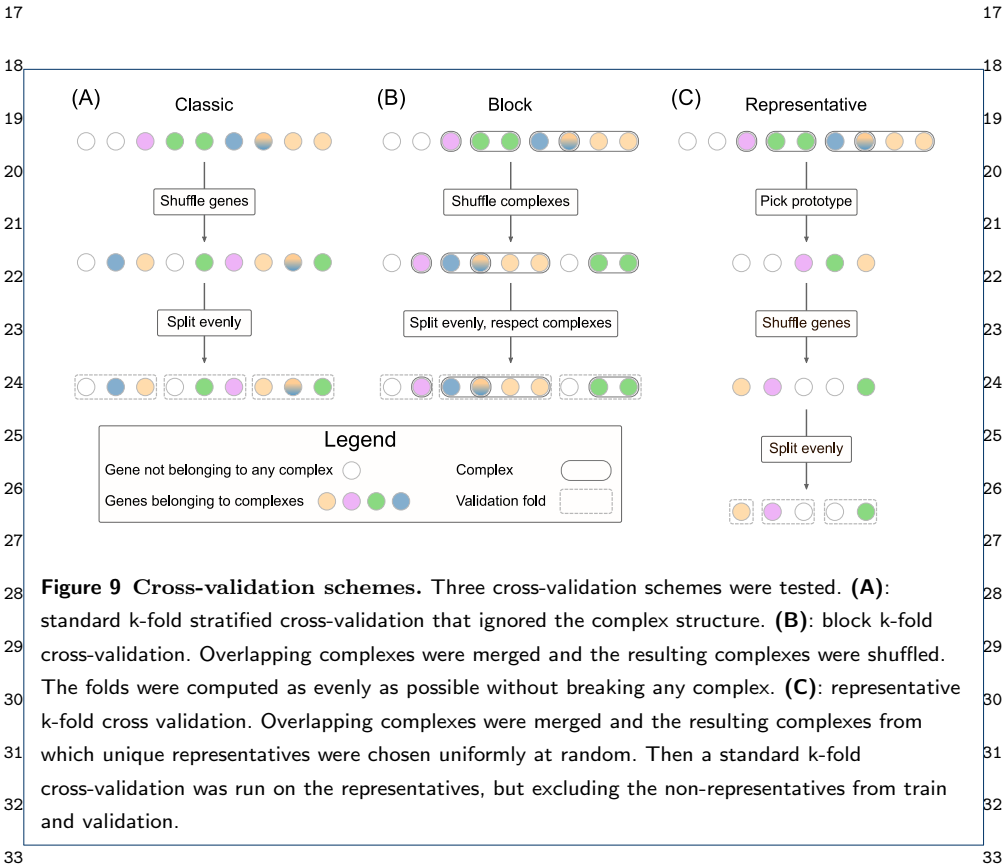 17 17
18 18
(A) Classic (B) Block (C) Representative
19 19
20 20
Shuffle genes Shuffle complexes Pick prototype
21 21
22 22
23 Split evenly Split evenly, respect complexes Shuffle genes 23
24 24
25 Legend Split evenly 25
Gene not belonging to any complex Complex
26 26
Genes belonging to complexes Validation fold
27 27
28 Figure 9 Cross-validation schemes. Three cross-validation schemes were tested. (A): 28
29 standard k-fold stratified cross-validation that ignored the complex structure. (B): block k-fold 29
cross-validation. Overlapping complexes were merged and the resulting complexes were shuffled.
30 The folds were computed as evenly as possible without breaking any complex. (C): representative 30
k-fold cross validation. Overlapping complexes were merged and the resulting complexes from
31 which unique representatives were chosen uniformly at random. Then a standard k-fold 31
32 cross-validation was run on the representatives, but excluding the non-representatives from train 32
and validation.
33 33